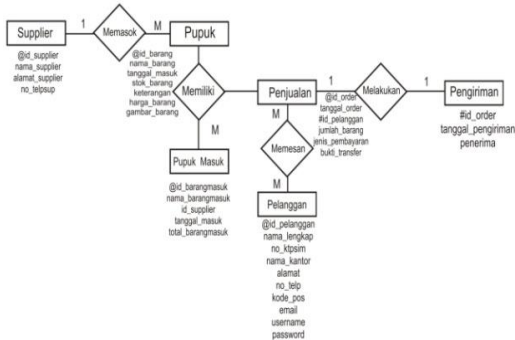 Supplier
1
Memasok
M
Pupuk
@id_supplier
nama_supplier
alamat_supplier
no_telpsup
@id_barang
nama_barang
tanggal_masuk
stok_barang
keterangan
harga_barang
gambar_barang
Memiliki
M
Pupuk Masuk
@id_barangmasuk
nama_barangmasuk
id_supplier
tanggal_masuk
total_barangmasuk
Penjualan
1
Melakukan
1
Pengiriman
@id_order
tanggal_order
#id_pelanggan
jumlah_barang
jenis_pembayaran
bukti_transfer
#id_order
tanggal_pengiriman
penerima
M
Memesan
M
Pelanggan
@id_pelanggan
nama_lengkap
no_ktpsim
nama_kantor
alamat
no_telp
kode_pos
email
username
password